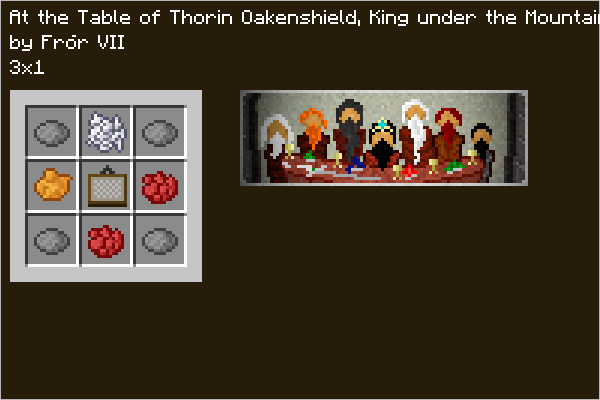 At the Table of Thorin Oakenshield, King under the Mountain
by Frór VII
3x1